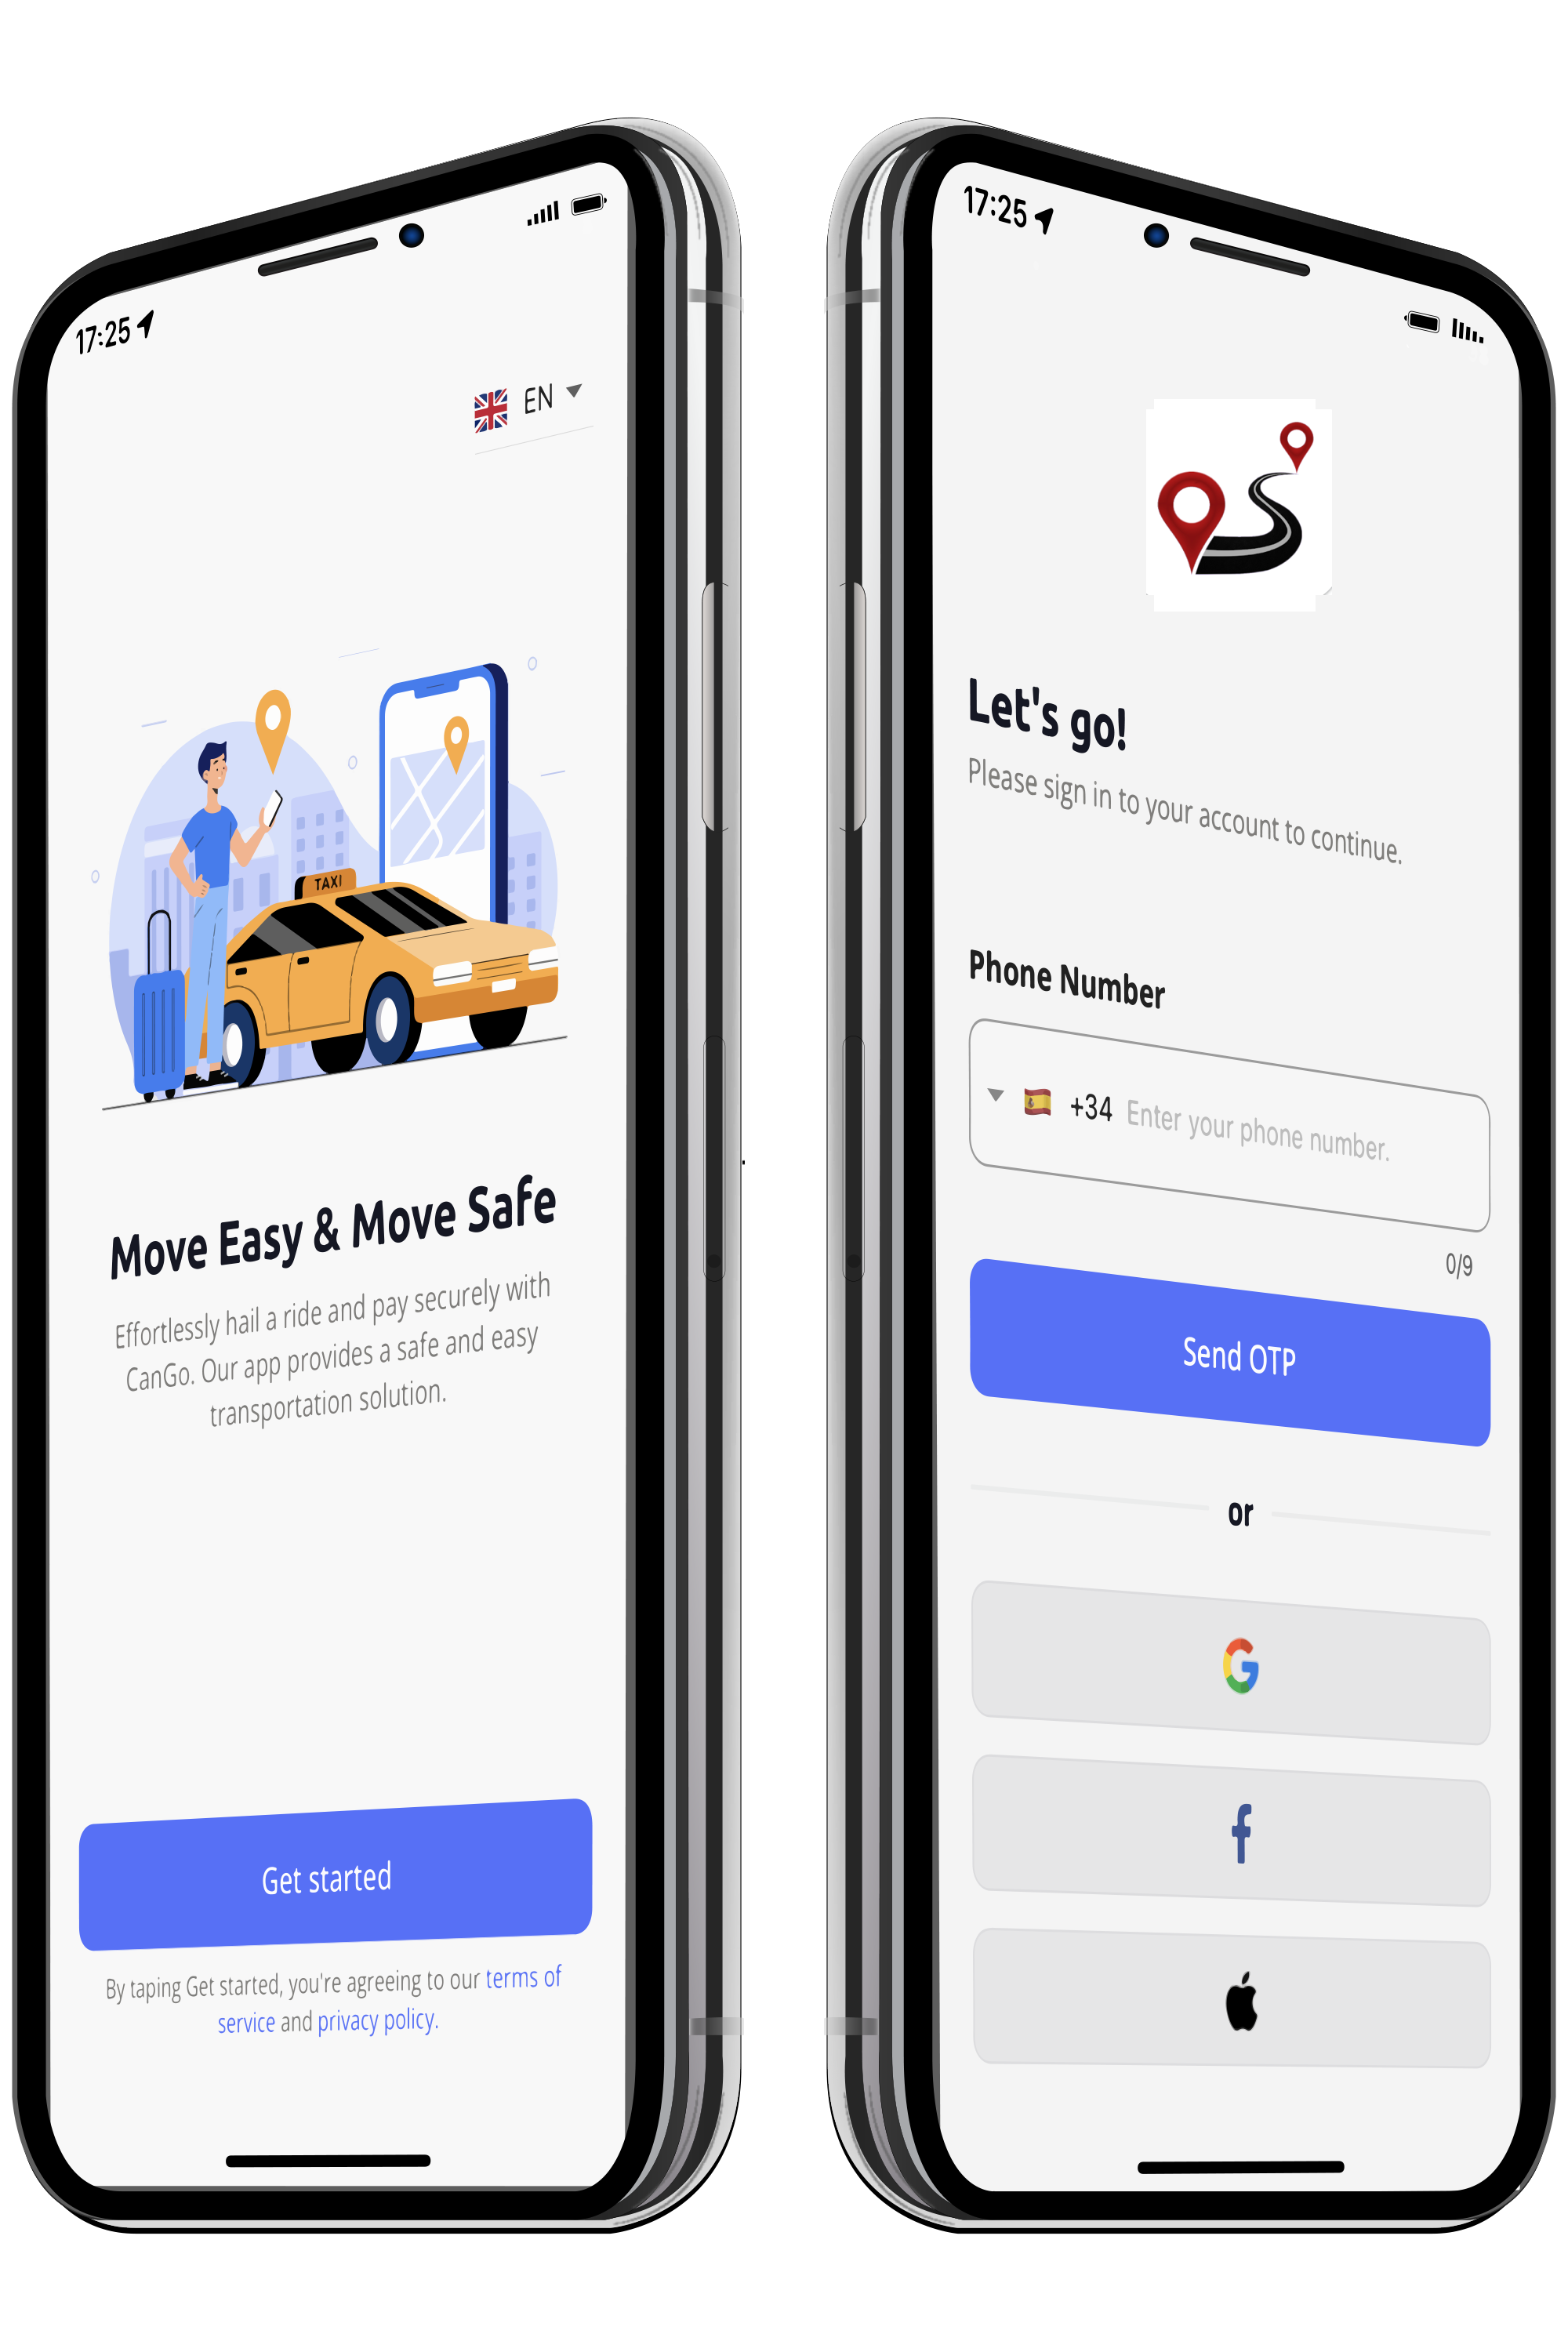 17:25
EN
TAXI
Move Easy & Move Safe
Effortlessly hail a ride and pay securely with
CanGo. Our app provides a safe and easy
transportation solution.
Get started
By taping Get started, you're agreeing to our terms of
service and privacy policy.
17:25
Let's go!
Please sign in to your account to continue.
Phone Number
+34 Enter your phone number.
0/9
Send OTP
or